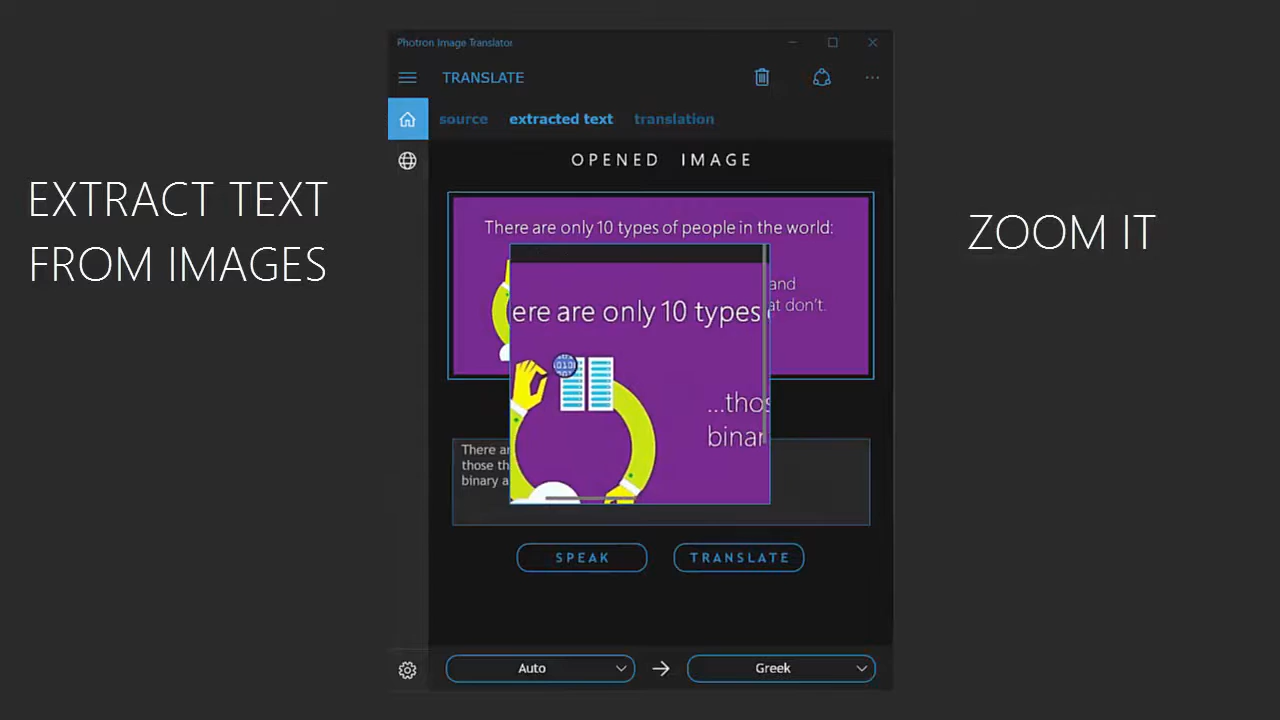 Photron Image Translator
TRANSLATE
source extracted text translation
OPENED IMAGE
EXTRACT TEXT
FROM IMAGES
ZOOM IT
There are only 10 types of people in the world:
and
at don't.
ere are only 10 types
0101
...thos
binar
There ar
those th
binary a
SPEAK TRANSLATE
Auto Greek